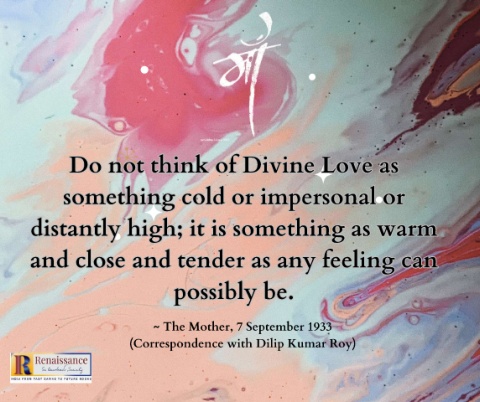 माँ
Do not think of Divine Love as
something cold or impersonal or
distantly high; it is something as warm
and close and tender as any feeling can
possibly be.
~ The Mother, 7 September 1933
(Correspondence with Dilip Kumar Roy)
Renaissance